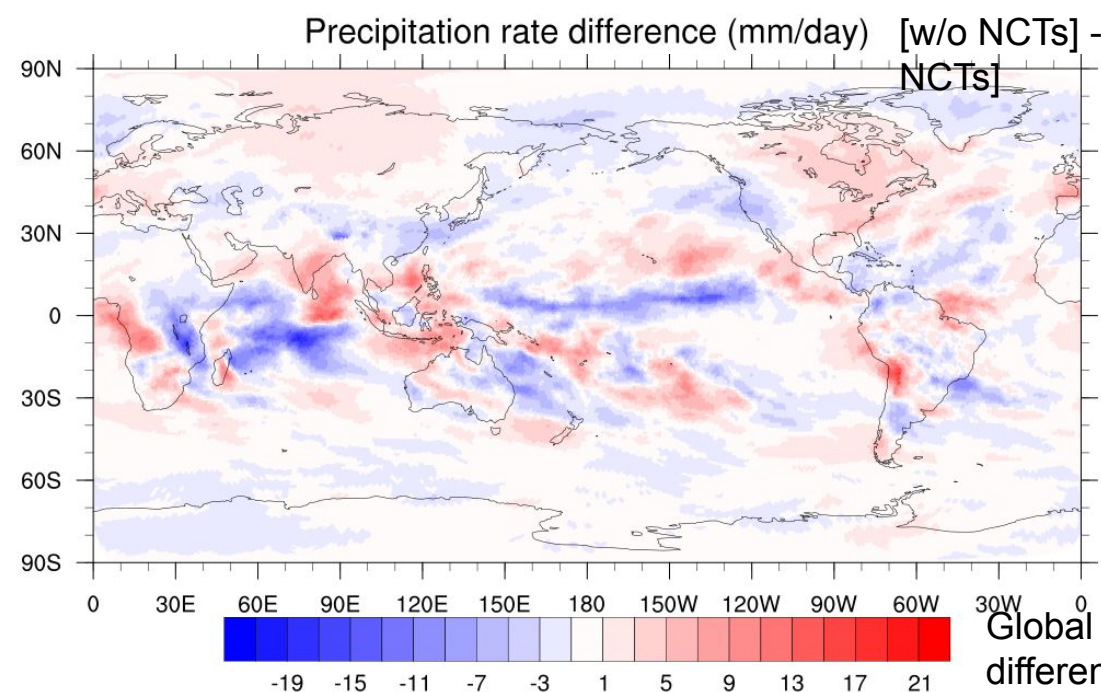 Precipitation rate difference (mm/day) [w/o NCTs] -
NCTs]
90N
60N
30N
0
30S
60S
90S
0 30E 60E 90E 120E 150E 180 150W 120W 90W 60W 30W 0
-19 -15 -11 -7 -3 1 5 9 13 17 21
Global
differen